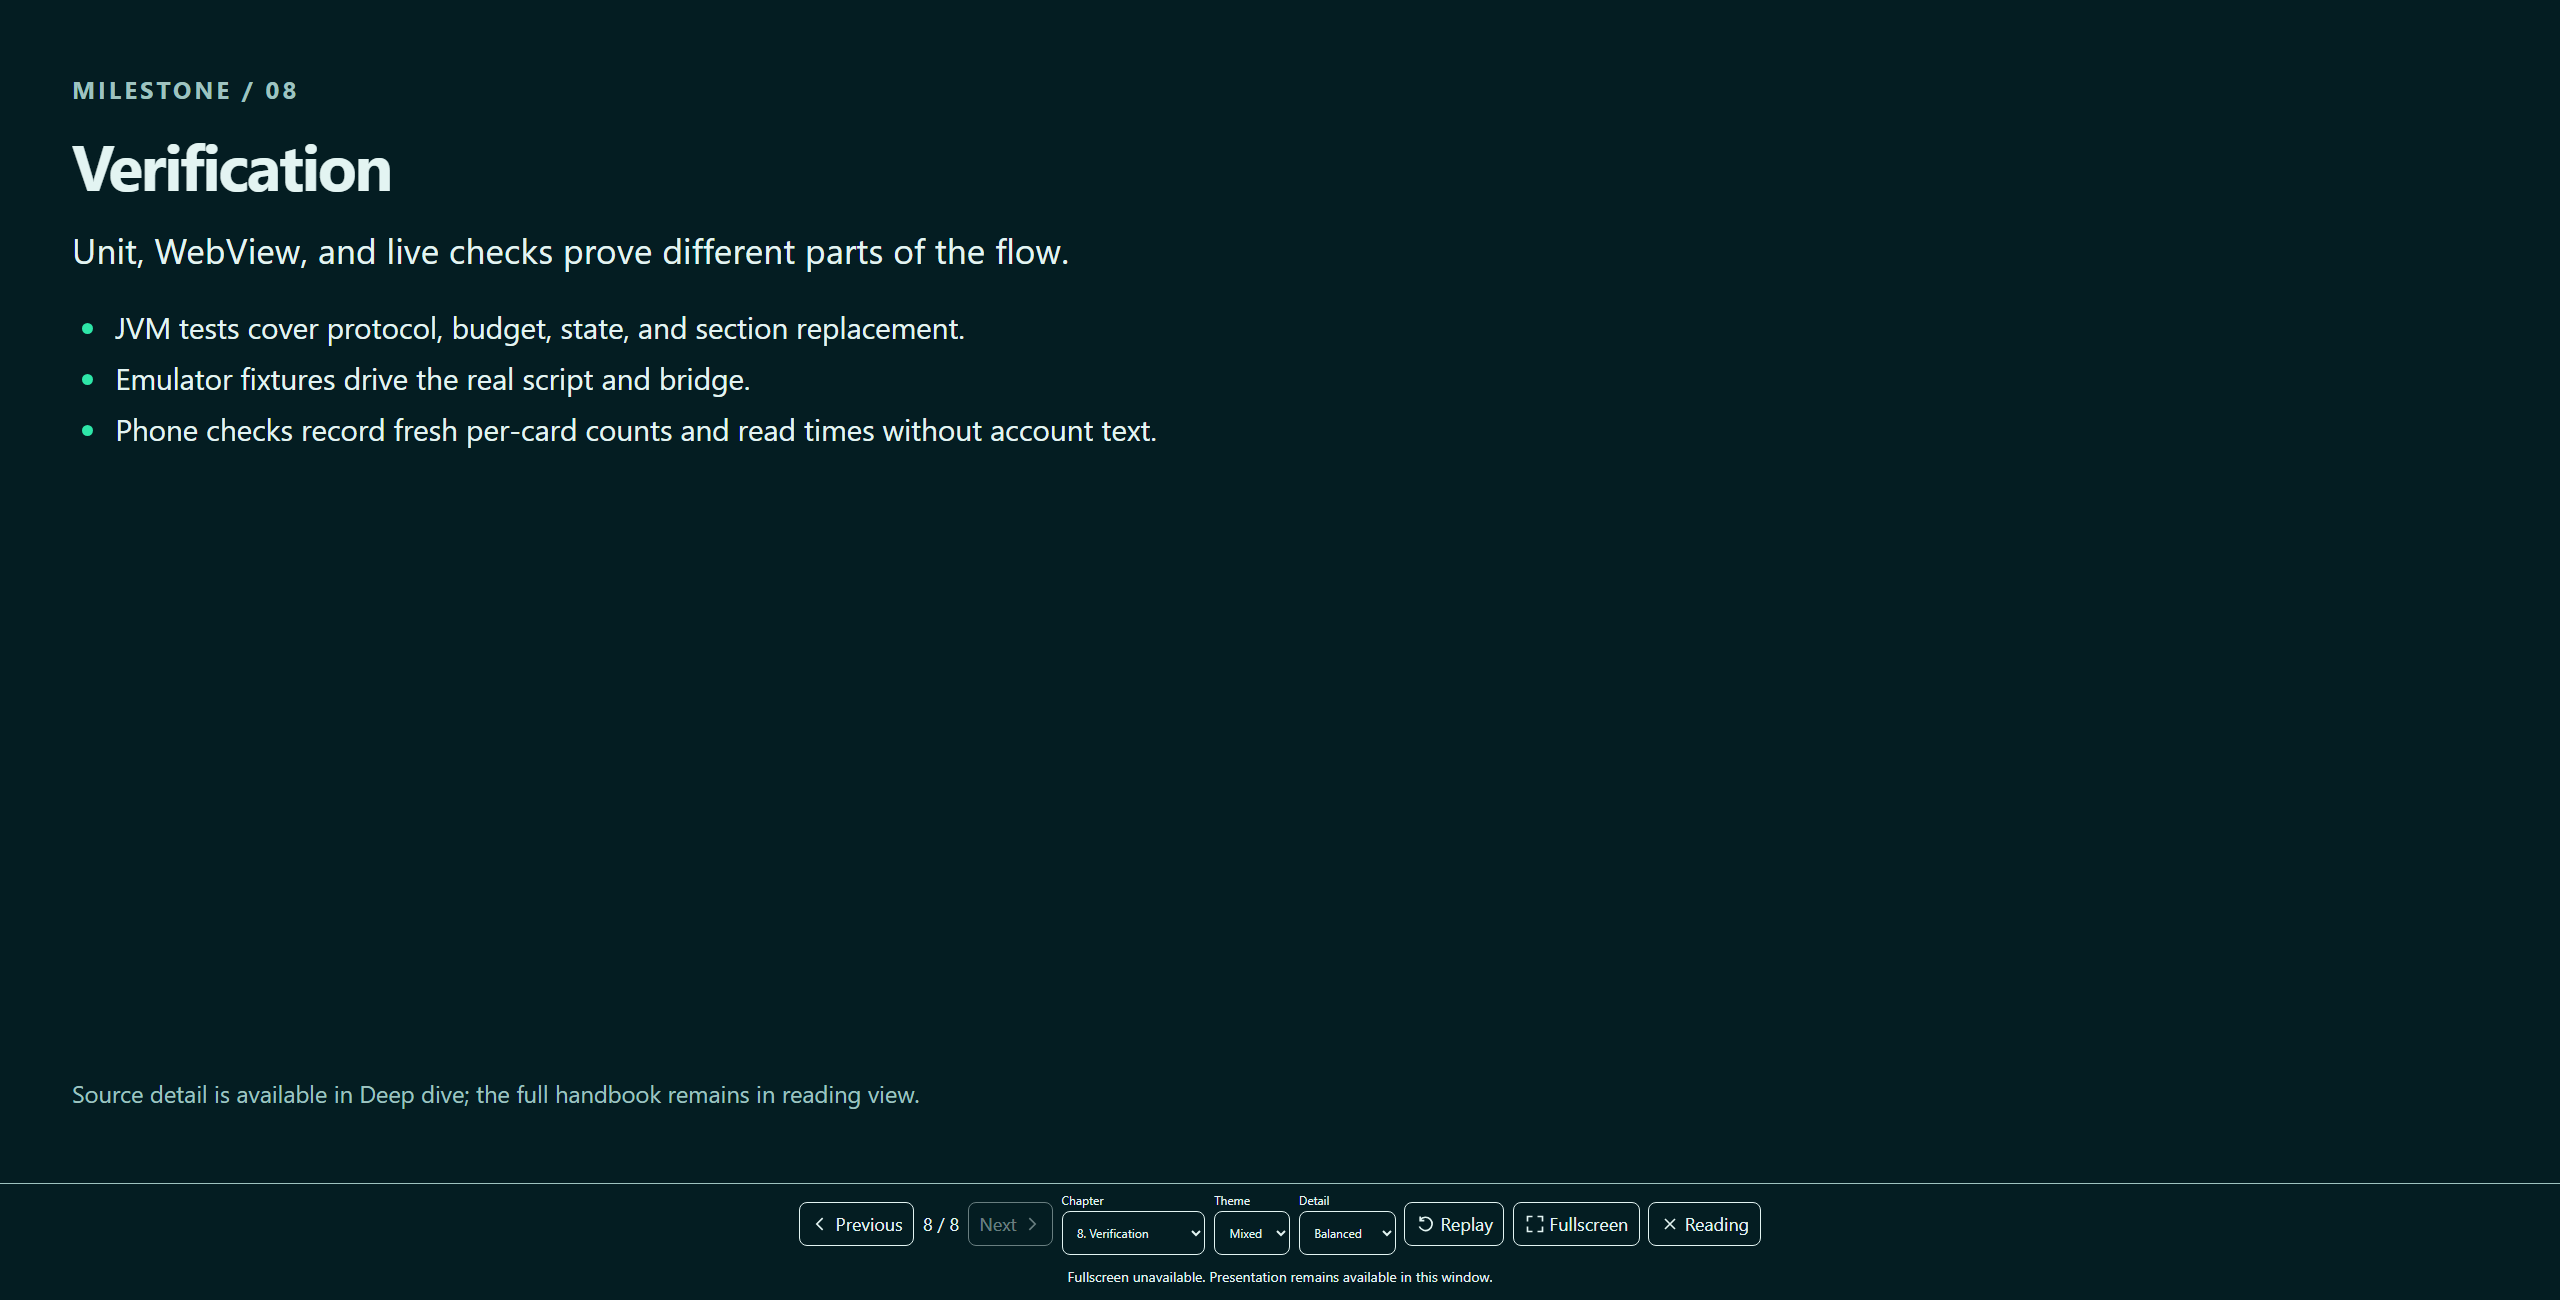 MILESTONE / 08
Verification
Unit, WebView, and live checks prove different parts of the flow.
JVM tests cover protocol, budget, state, and section replacement.
Emulator fixtures drive the real script and bridge.
Phone checks record fresh per-card counts and read times without account text.
Source detail is available in Deep dive; the full handbook remains in reading view.
Chapter Theme Detail
Previous 8 / 8 Next 8. Verification Mixed Balanced Replay Fullscreen Reading
Fullscreen unavailable. Presentation remains available in this window.